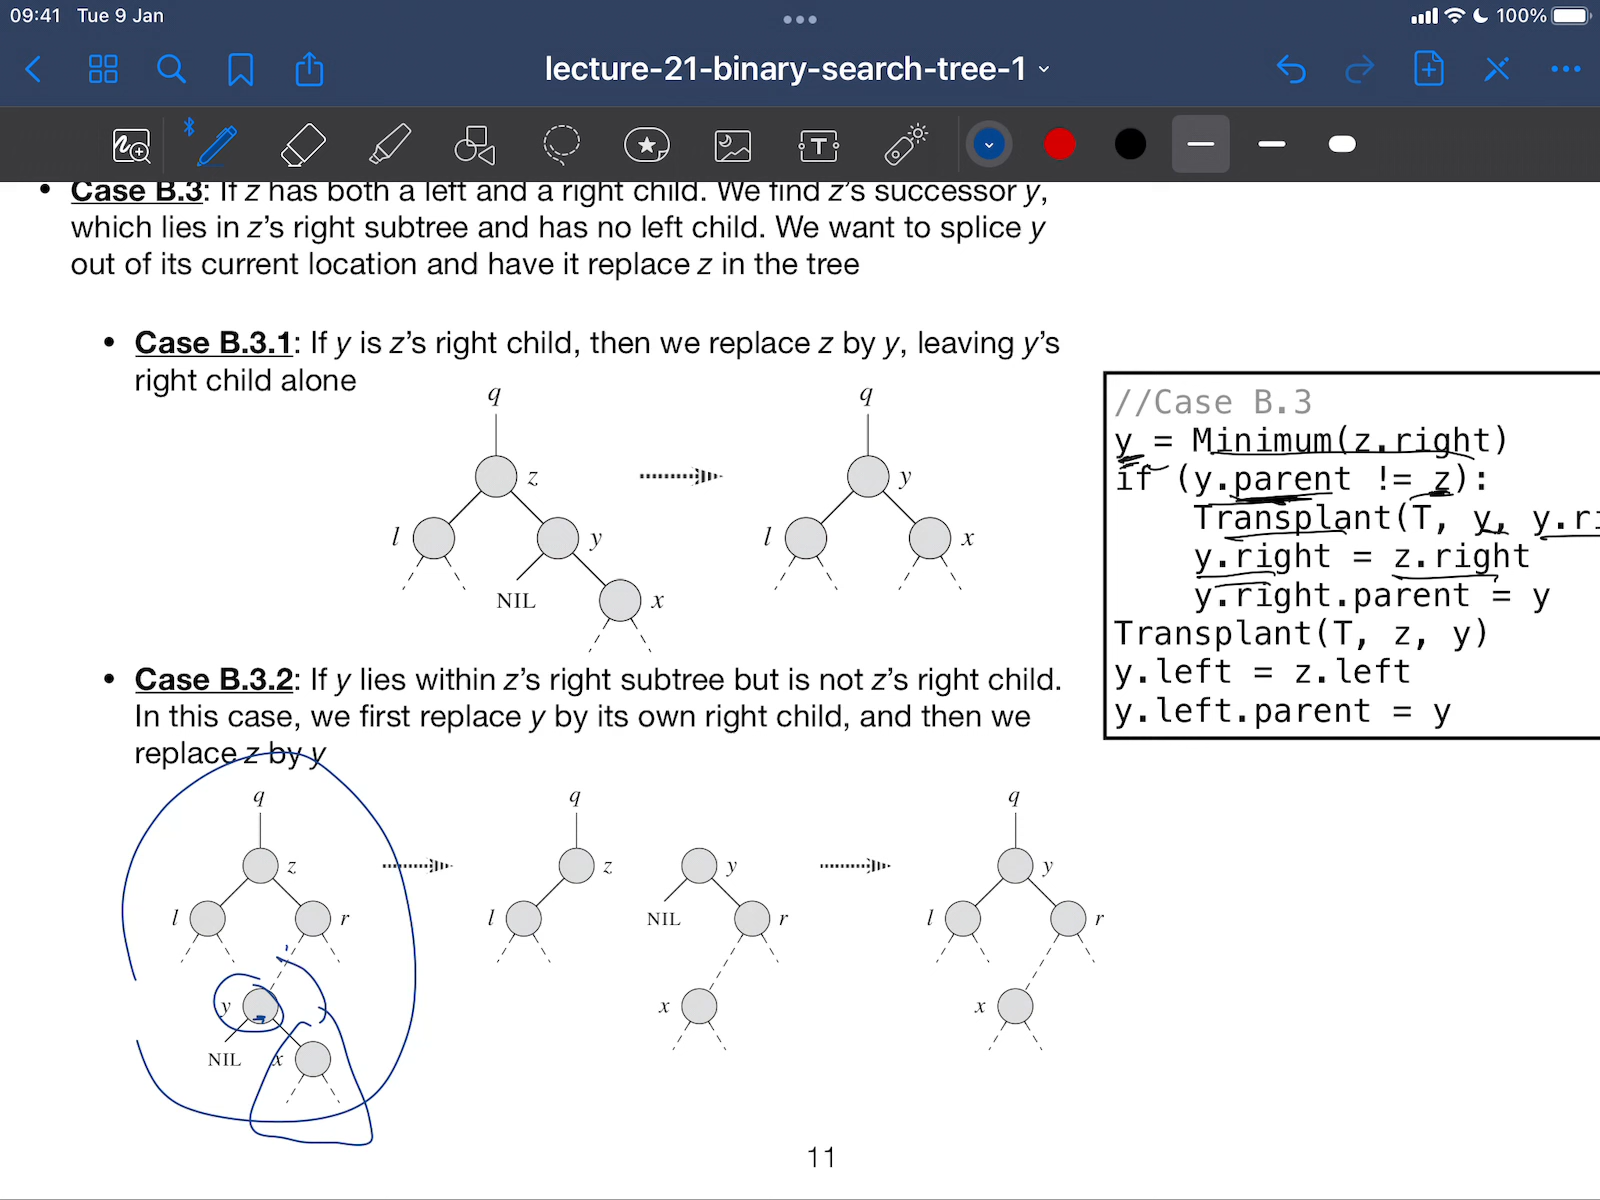 09:41 Tue 9 Jan
100%
lecture-21-binary-search-tree-1
T
• Case B.3: If z has both a left and a right child. We find z's successor y,
which lies in z's right subtree and has no left child. We want to splice y
out of its current location and have it replace z in the tree
• Case B.3.1: If y is z's right child, then we replace z by y, leaving y's
right child alone
q
z
l
y
NIL
x
q
y
l
x
//Case B.3
y = Minimum(z.right)
if (y.parent != z):
Transplant(T, y, y.ri
y.right = z.right
y.right.parent = y
Transplant(T, z, y)
y.left = z.left
y.left.parent = y
• Case B.3.2: If y lies within z's right subtree but is not z's right child.
In this case, we first replace y by its own right child, and then we
replace z by y
q
z
l
r
y
NIL
x
q
z
l
y
NIL
r
x
q
y
l
r
x
11